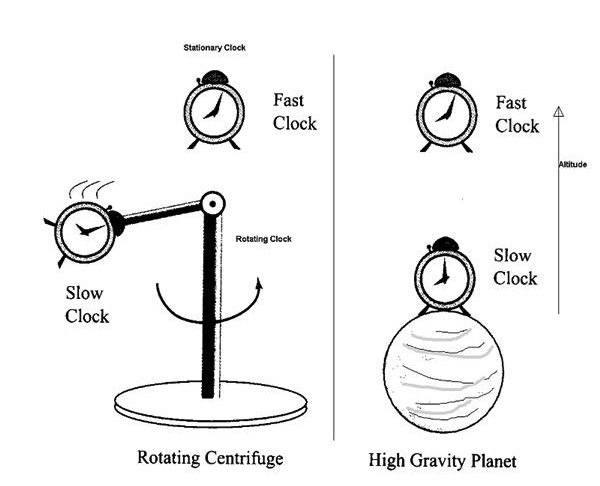 Stationary Clock
Fast
Clock
Rotating Clock
Slow
Clock
Rotating Centrifuge
Fast
Clock
Altitude
Slow
Clock
High Gravity Planet